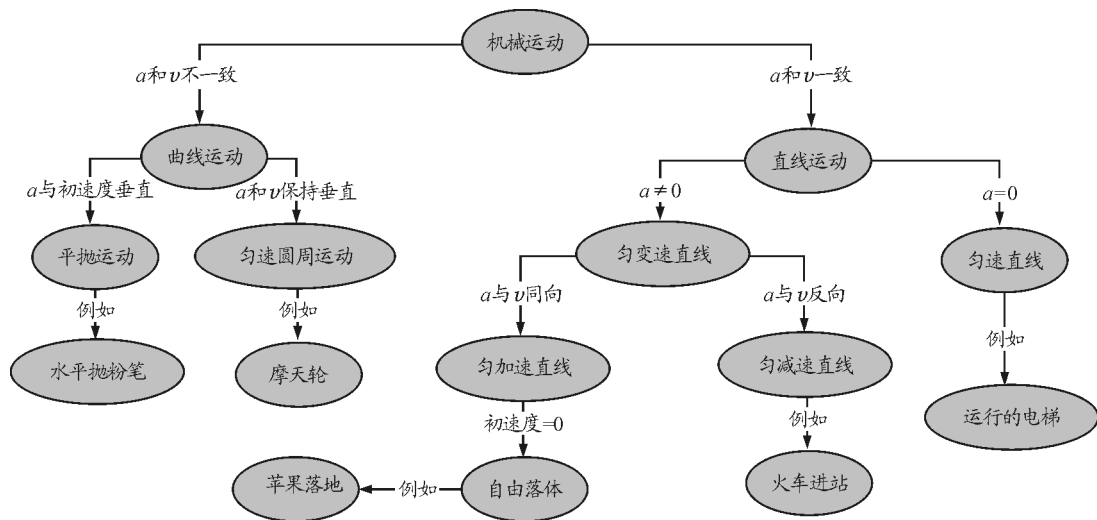 机械运动
a和v不一致
a和v一致
曲线运动
直线运动
a与初速度垂直
a和v保持垂直
a≠0
a=0
平抛运动
匀速圆周运动
匀变速直线
匀速直线
例如
例如
a与v同向
a与v反向
例如
水平抛粉笔
摩天轮
匀加速直线
匀减速直线
运行的电梯
初速度=0
例如
苹果落地
例如
自由落体
火车进站